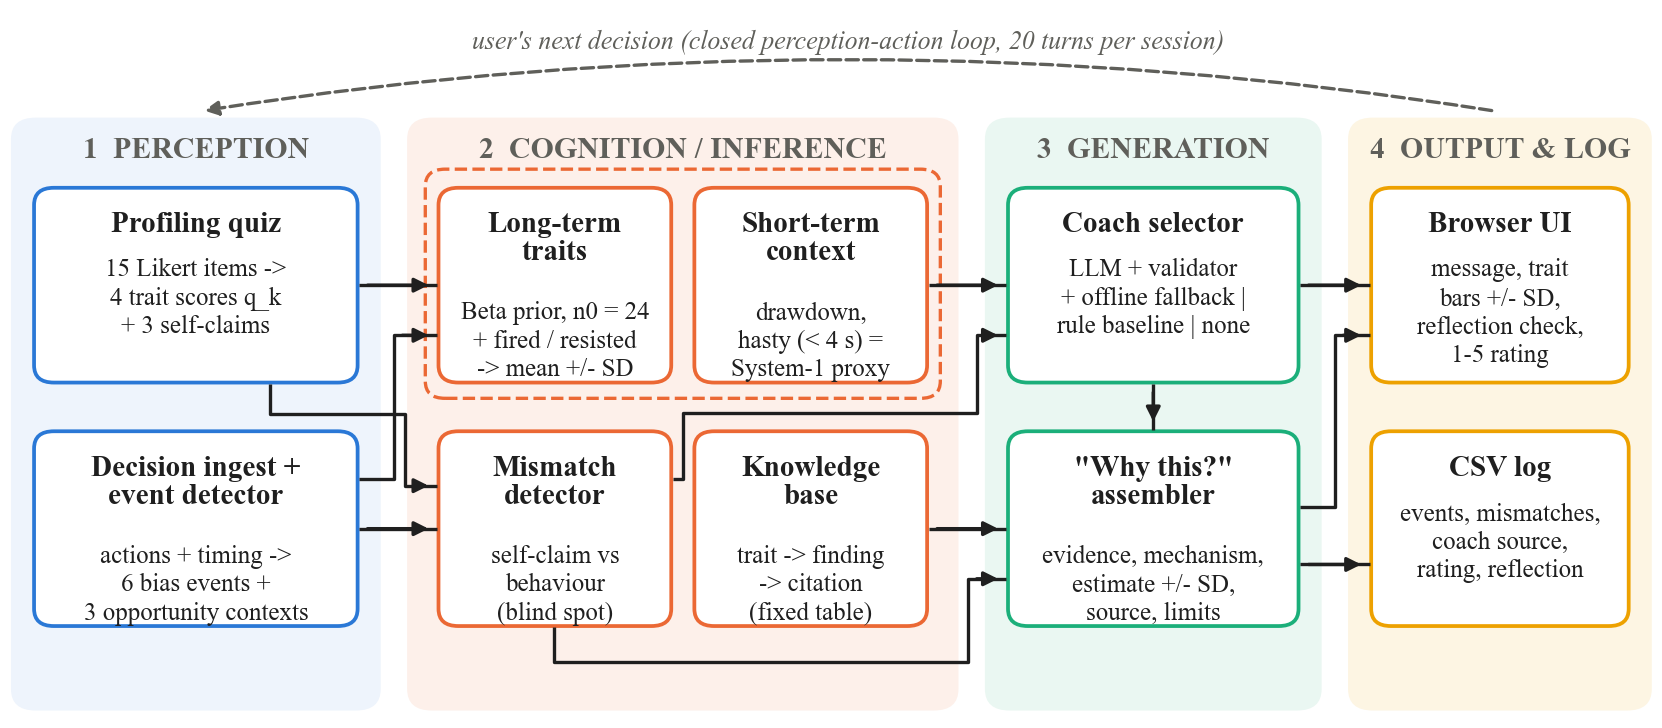 user's next decision (closed perception-action loop, 20 turns per session)
1 PERCEPTION
Profiling quiz
15 Likert items ->
4 trait scores q_k
+ 3 self-claims
Decision ingest +
event detector
actions + timing ->
6 bias events +
3 opportunity contexts
2 COGNITION / INFERENCE
Long-term
traits
Beta prior, n0 = 24
+ fired / resisted
-> mean +/- SD
Short-term
context
drawdown,
hasty (< 4 s) =
System-1 proxy
Mismatch
detector
self-claim vs
behaviour
(blind spot)
Knowledge
base
trait -> finding
-> citation
(fixed table)
3 GENERATION
Coach selector
LLM + validator
+ offline fallback |
rule baseline | none
"Why this?"
assembler
evidence, mechanism,
estimate +/- SD,
source, limits
4 OUTPUT & LOG
Browser UI
message, trait
bars +/- SD,
reflection check,
1-5 rating
CSV log
events, mismatches,
coach source,
rating, reflection